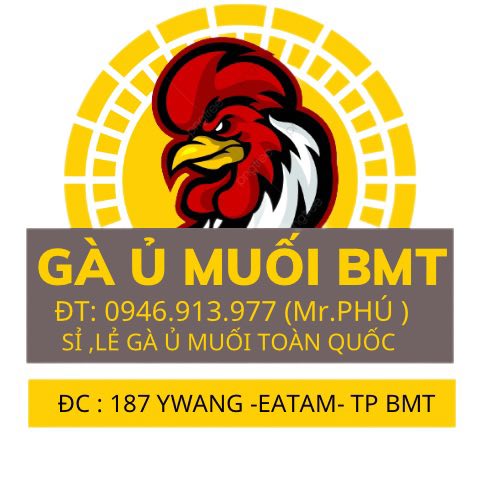 GÀ Ủ MUỐI BMT
ĐT: 0946.913.977 (Mr.PHÚ )
SỈ ,LẺ GÀ Ủ MUỐI TOÀN QUỐC
ĐC : 187 YWANG -EATAM- TP BMT